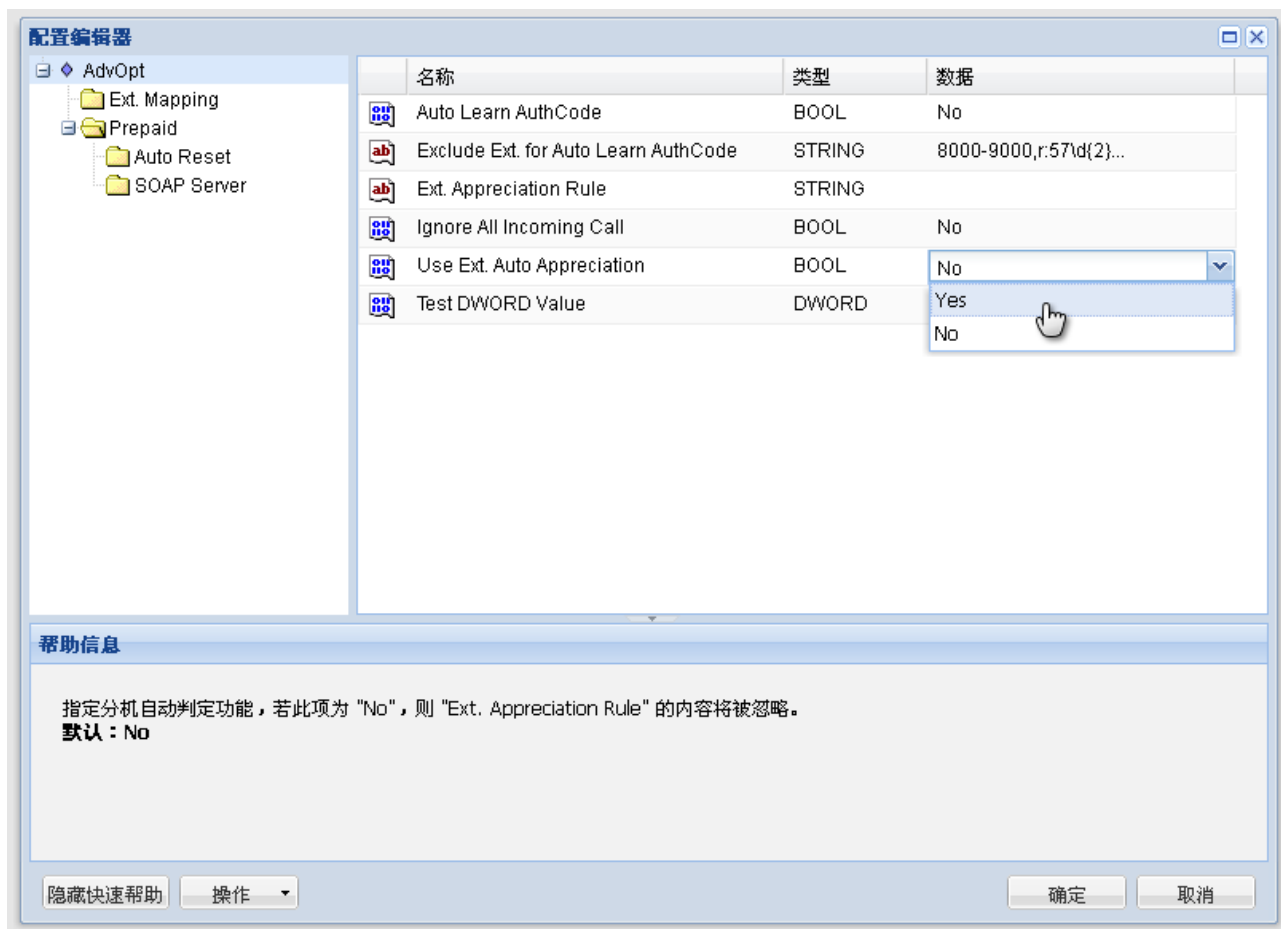 配置编辑器
AdvOpt
Ext. Mapping
Prepaid
Auto Reset
SOAP Server
名称 类型 数据
Auto Learn AuthCode BOOL No
Exclude Ext. for Auto Learn AuthCode STRING 8000-9000,r:57\d{2}...
Ext. Appreciation Rule STRING
Ignore All Incoming Call BOOL No
Use Ext. Auto Appreciation BOOL No
Test DWORD Value DWORD
Yes
No
帮助信息
指定分机自动判定功能，若此项为 "No"，则 "Ext. Appreciation Rule" 的内容将被忽略。
默认：No
隐藏快速帮助 操作 确定 取消